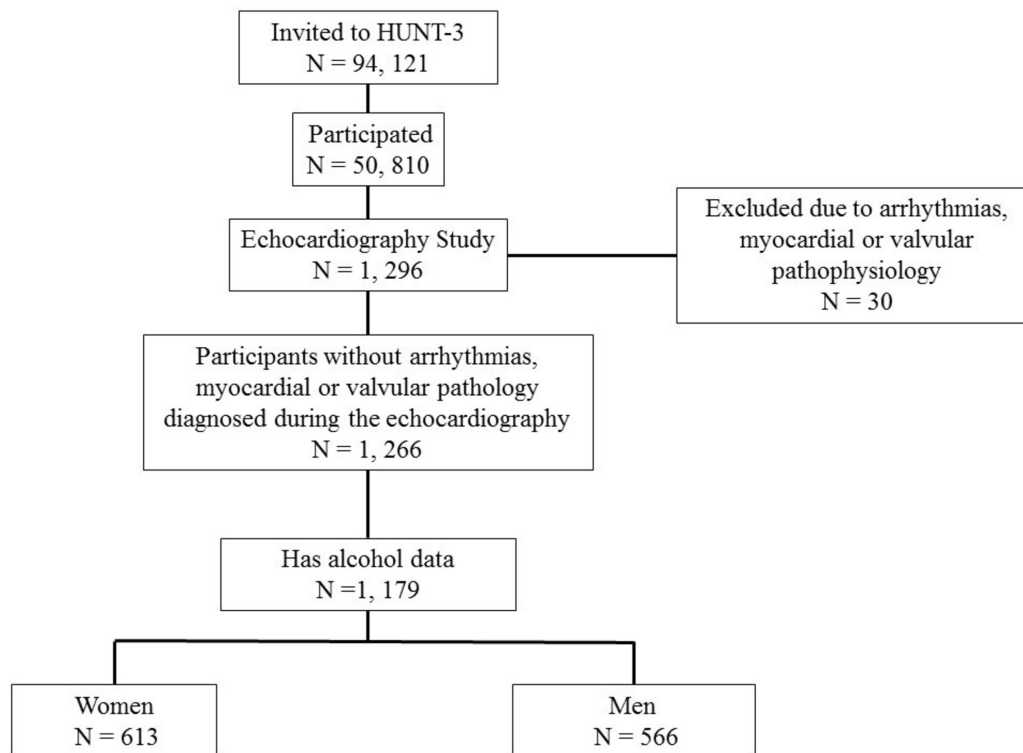 Invited to HUNT-3
N = 94, 121
Participated
N = 50, 810
Echocardiography Study
N = 1, 296
Excluded due to arrhythmias,
myocardial or valvular
pathophysiology
N = 30
Participants without arrhythmias,
myocardial or valvular pathology
diagnosed during the echocardiography
N = 1, 266
Has alcohol data
N =1, 179
Women
N = 613
Men
N = 566